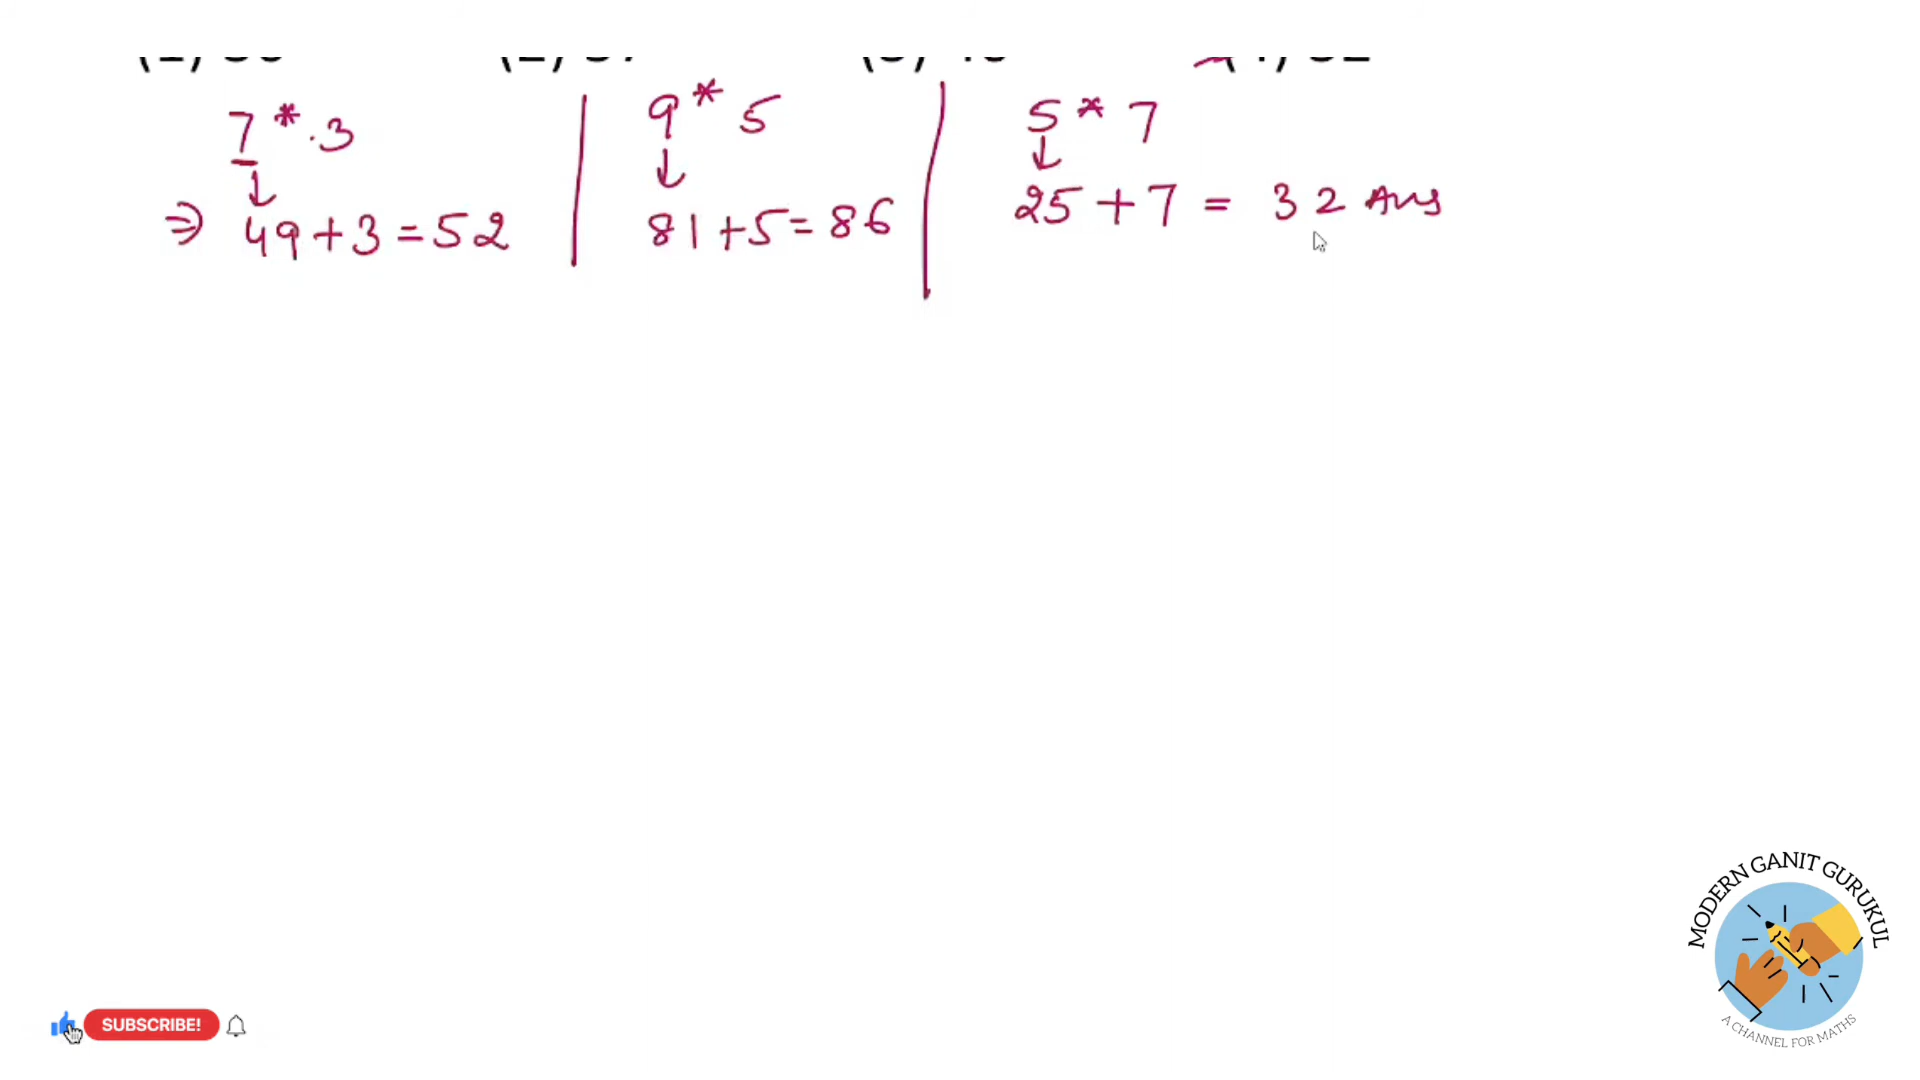 7 * 3
⇒ 49 + 3 = 52
9 * 5
81 + 5 = 86
5 * 7
25 + 7 = 32 Ans
MODERN GANIT GURUKUL
A CHANNEL FOR MATHS
SUBSCRIBE!